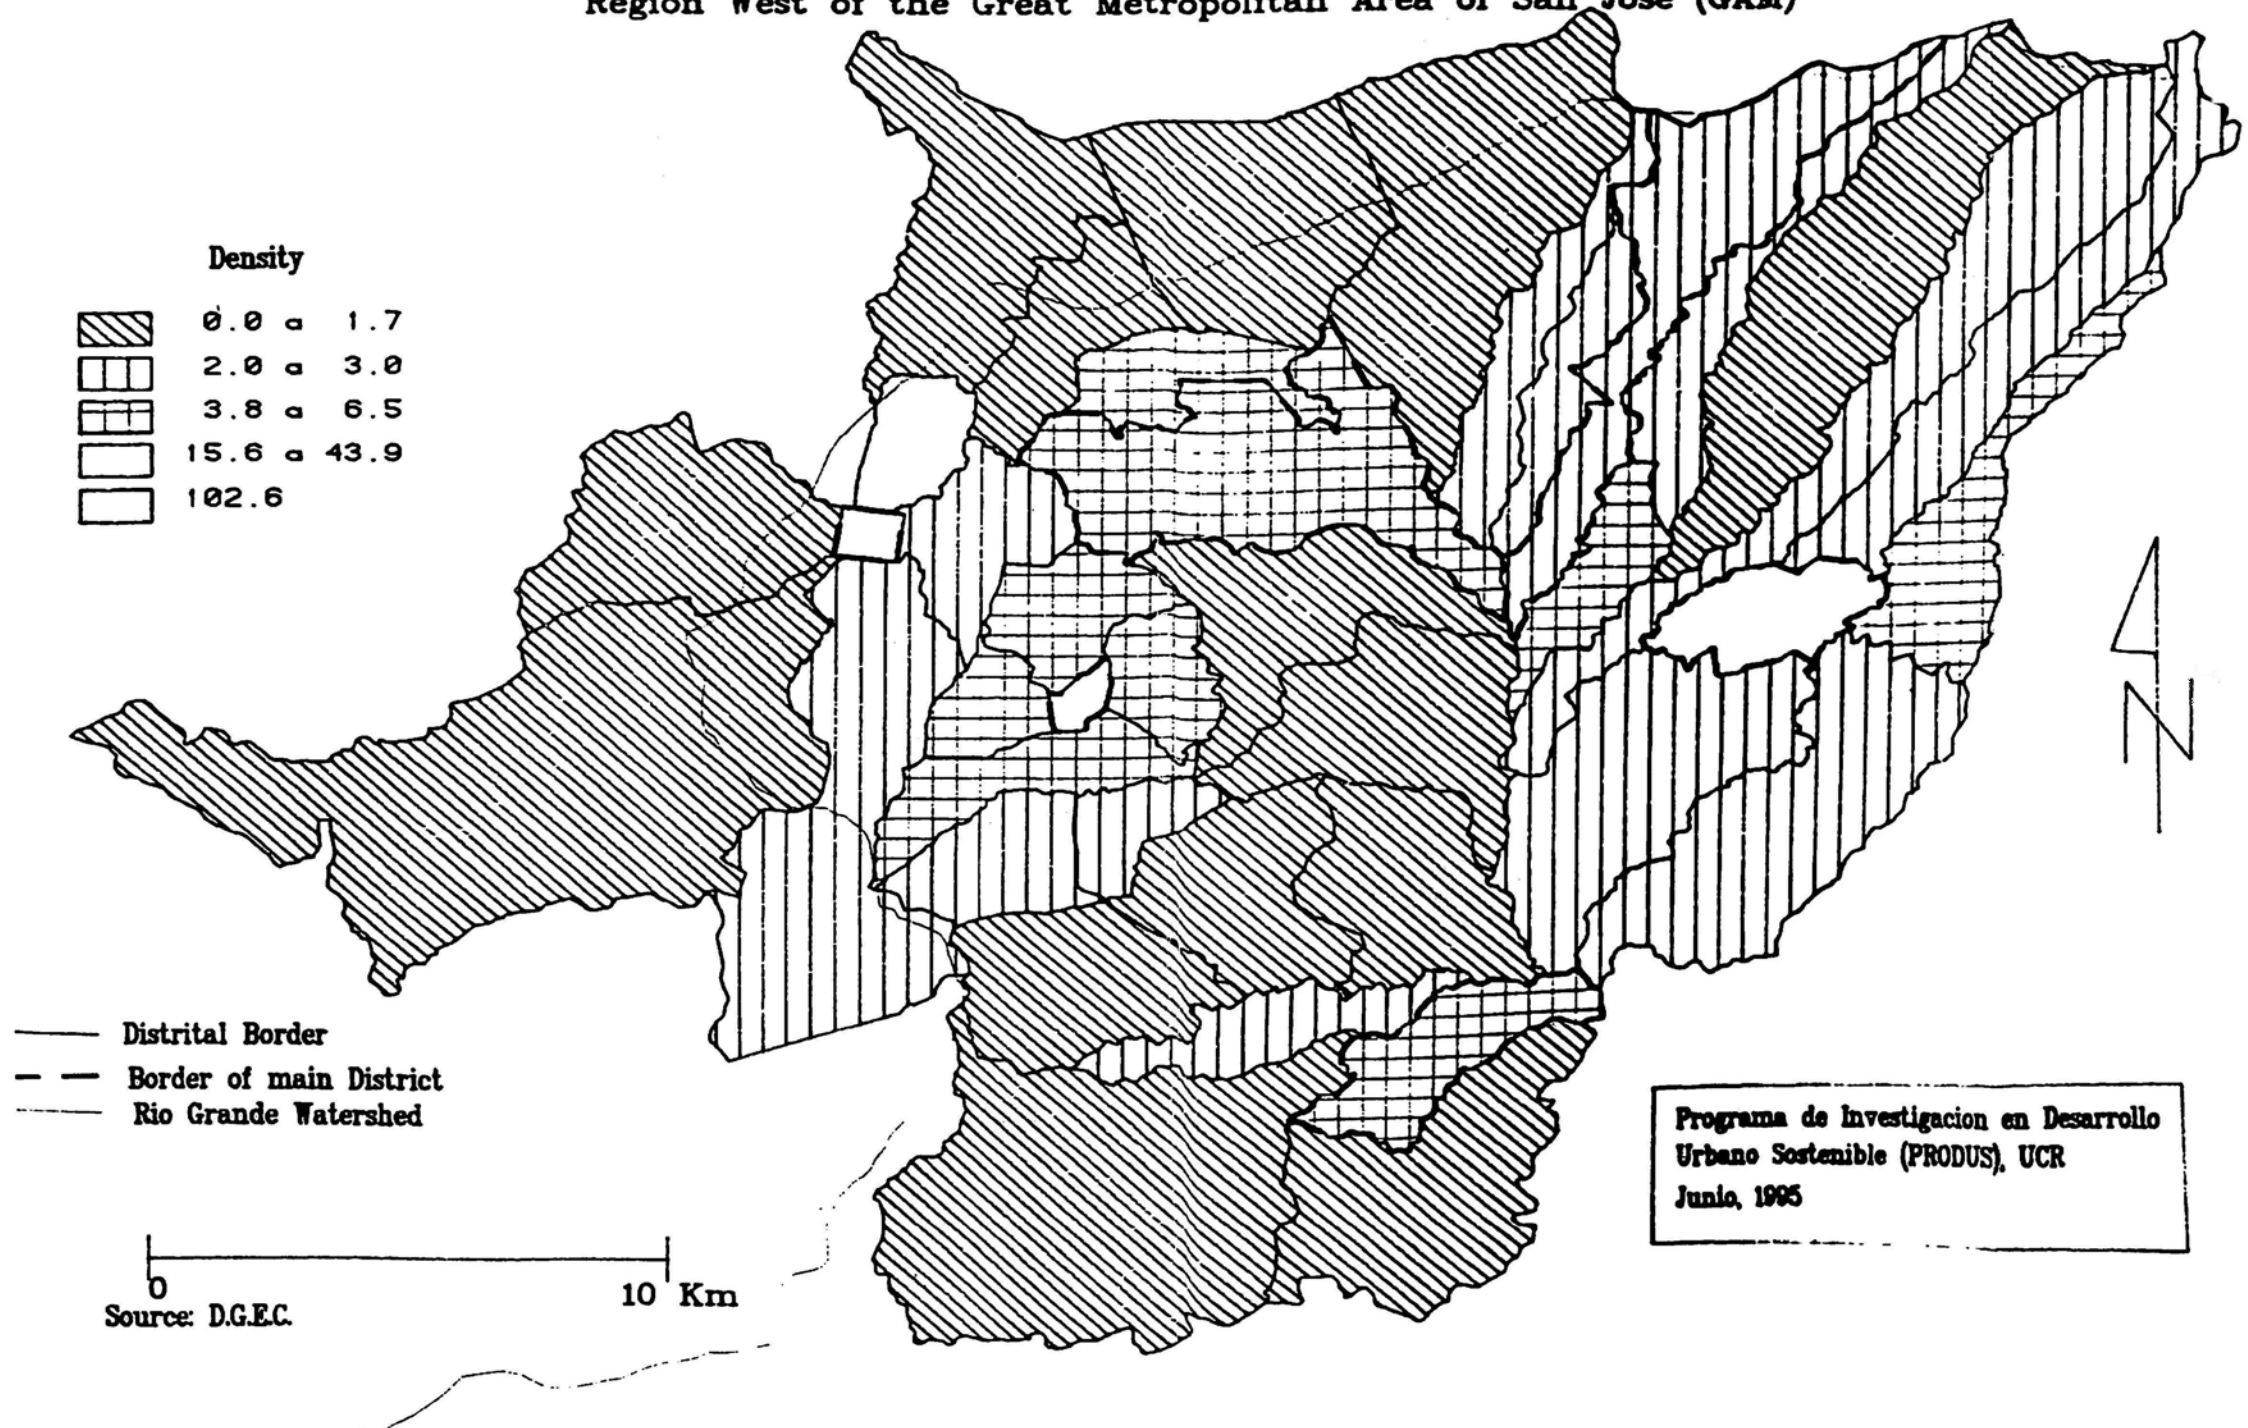 Region West of the Great Metropolitan Area of San Jose (GAM)
Density
0.0 a 1.7
2.0 a 3.0
3.8 a 6.5
15.6 a 43.9
102.6
N
Distrital Border
Border of main District
Rio Grande Watershed
Programa de Investigacion en Desarrollo
Urbano Sostenible (PRODUS), UCR
Junio, 1995
0 10 Km
Source: D.G.E.C.